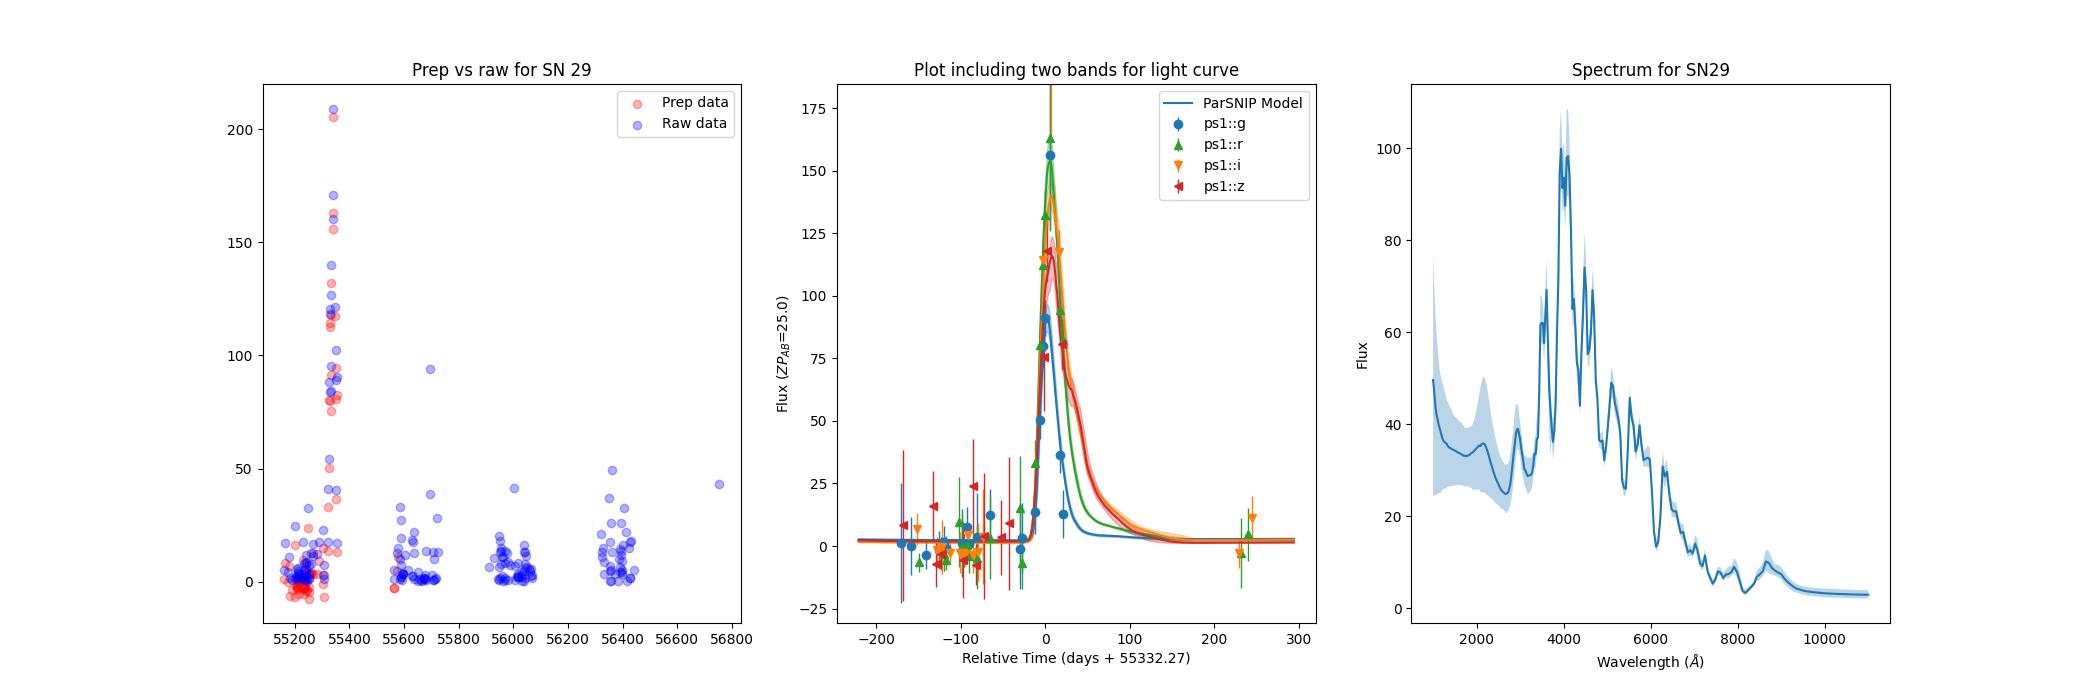 Prep vs raw for SN 29
Prep data
Raw data
200
150
100
50
0
55200 55400 55600 55800 56000 56200 56400 56600 56800
Plot including two bands for light curve
ParSNIP Model
ps1::g
ps1::r
ps1::i
ps1::z
175
150
125
100
75
50
25
0
−25
Flux (ZP_AB=25.0)
−200 −100 0 100 200 300
Relative Time (days + 55332.27)
Spectrum for SN29
100
80
60
40
20
0
Flux
2000 4000 6000 8000 10000
Wavelength (Å)